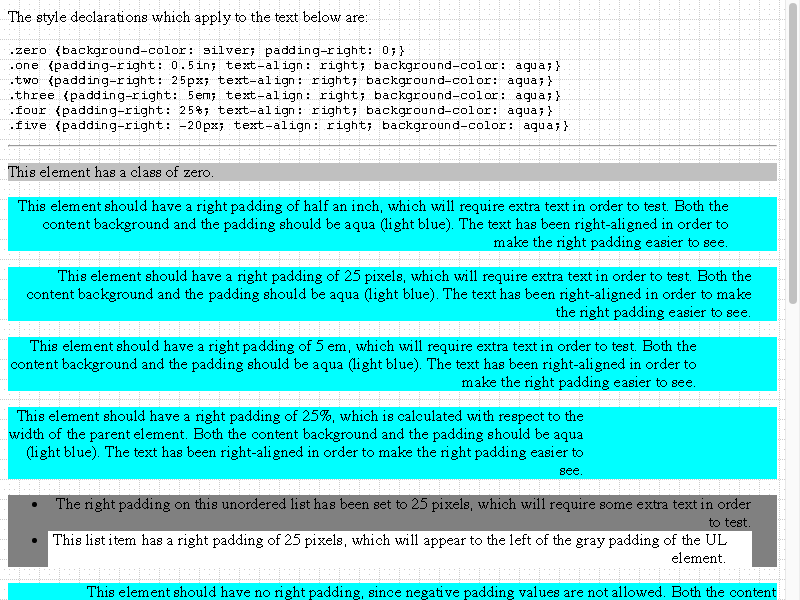 The style declarations which apply to the text below are:
.zero {background-color: silver; padding-right: 0;}
.one {padding-right: 0.5in; text-align: right; background-color: aqua;}
.two {padding-right: 25px; text-align: right; background-color: aqua;}
.three {padding-right: 5em; text-align: right; background-color: aqua;}
.four {padding-right: 25%; text-align: right; background-color: aqua;}
.five {padding-right: -20px; text-align: right; background-color: aqua;}
This element has a class of zero.
This element should have a right padding of half an inch, which will require extra text in order to test. Both the
content background and the padding should be aqua (light blue). The text has been right-aligned in order to
make the right padding easier to see.
This element should have a right padding of 25 pixels, which will require extra text in order to test. Both the
content background and the padding should be aqua (light blue). The text has been right-aligned in order to make
the right padding easier to see.
This element should have a right padding of 5 em, which will require extra text in order to test. Both the
content background and the padding should be aqua (light blue). The text has been right-aligned in order to
make the right padding easier to see.
This element should have a right padding of 25%, which is calculated with respect to the
width of the parent element. Both the content background and the padding should be aqua
(light blue). The text has been right-aligned in order to make the right padding easier to
see.
• The right padding on this unordered list has been set to 25 pixels, which will require some extra text in order
to test.
• This list item has a right padding of 25 pixels, which will appear to the left of the gray padding of the UL
element.
This element should have no right padding, since negative padding values are not allowed. Both the content